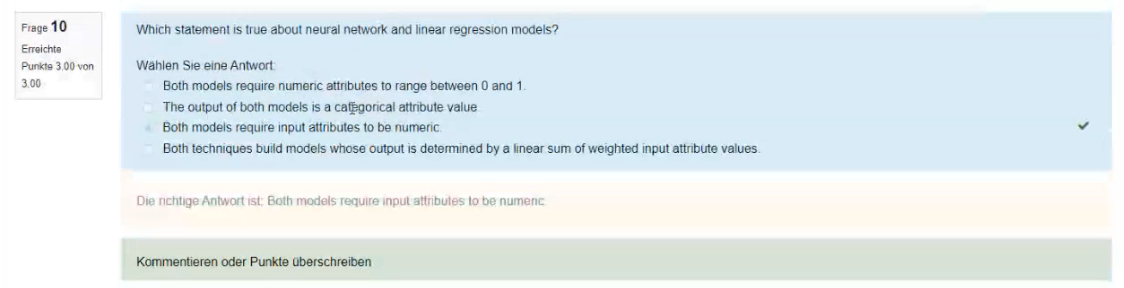 Frage 10
Erreichte
Punkte 3.00 von
3.00
Which statement is true about neural network and linear regression models?
Wählen Sie eine Antwort:
Both models require numeric attributes to range between 0 and 1.
The output of both models is a categorical attribute value.
Both models require input attributes to be numeric.
Both techniques build models whose output is determined by a linear sum of weighted input attribute values.
Die richtige Antwort ist: Both models require input attributes to be numeric.
Kommentieren oder Punkte überschreiben